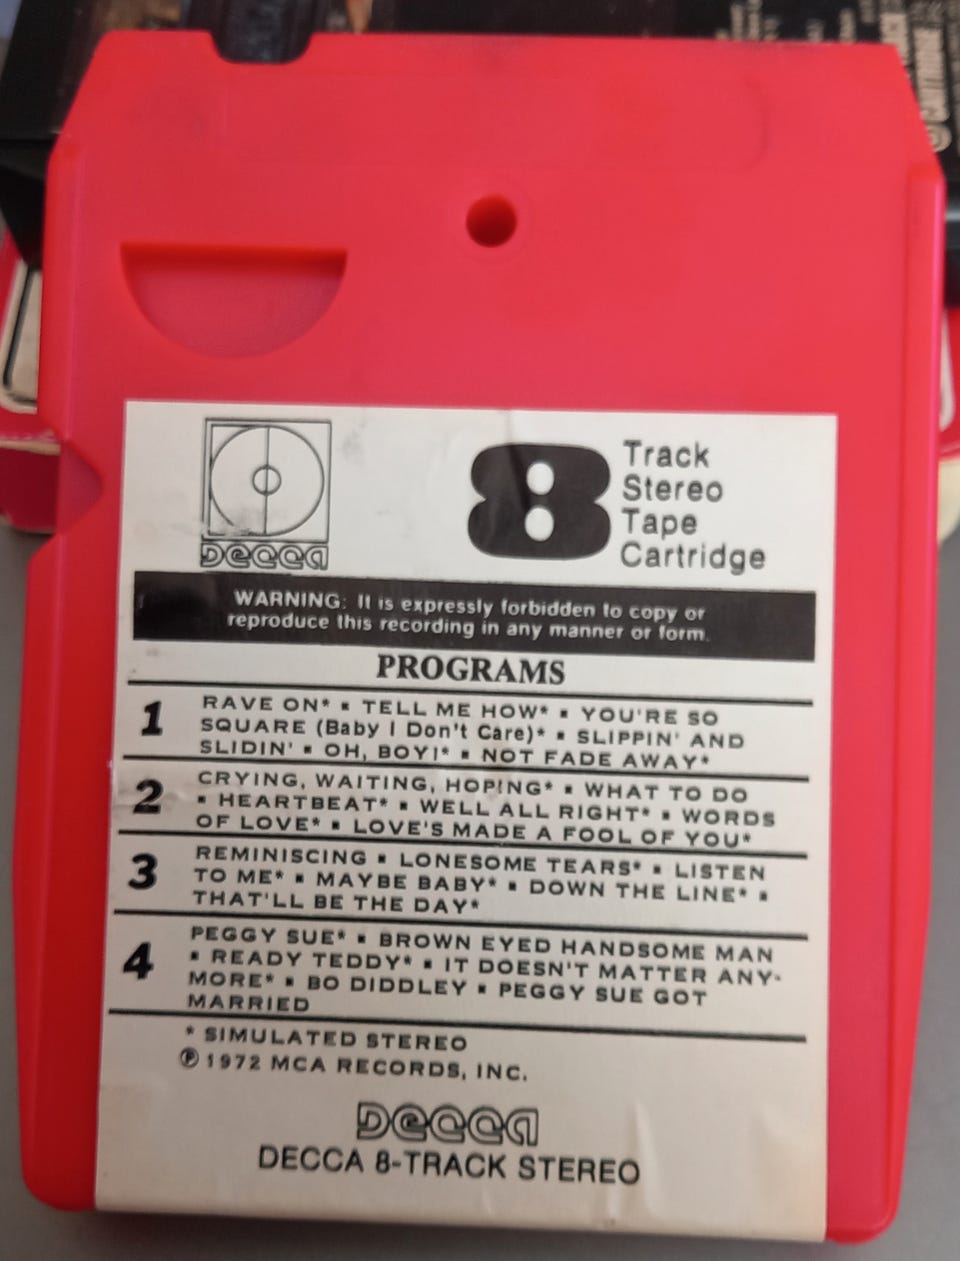 DECCA
8 Track
Stereo
Tape
Cartridge
WARNING: It is expressly forbidden to copy or
reproduce this recording in any manner or form.
PROGRAMS
1 RAVE ON* ▪ TELL ME HOW* ▪ YOU'RE SO
SQUARE (Baby I Don't Care)* ▪ SLIPPIN' AND
SLIDIN' ▪ OH, BOY!* ▪ NOT FADE AWAY*
2 CRYING, WAITING, HOPING* ▪ WHAT TO DO
▪ HEARTBEAT* ▪ WELL ALL RIGHT* ▪ WORDS
OF LOVE* ▪ LOVE'S MADE A FOOL OF YOU*
3 REMINISCING ▪ LONESOME TEARS* ▪ LISTEN
TO ME* ▪ MAYBE BABY* ▪ DOWN THE LINE* ▪
THAT'LL BE THE DAY*
4 PEGGY SUE* ▪ BROWN EYED HANDSOME MAN
▪ READY TEDDY* ▪ IT DOESN'T MATTER ANY-
MORE* ▪ BO DIDDLEY ▪ PEGGY SUE GOT
MARRIED
* SIMULATED STEREO
℗ 1972 MCA RECORDS, INC.
DECCA
DECCA 8-TRACK STEREO